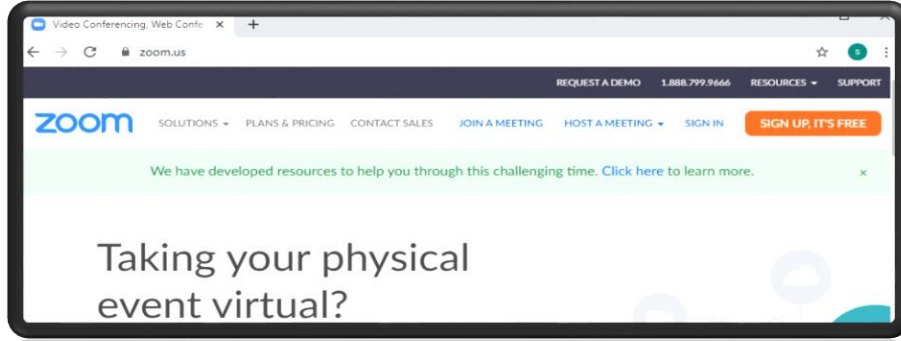 Video Conferencing, Web Confe
zoom.us
REQUEST A DEMO 1.888.799.9666 RESOURCES SUPPORT
zoom SOLUTIONS PLANS & PRICING CONTACT SALES JOIN A MEETING HOST A MEETING SIGN IN SIGN UP, IT'S FREE
We have developed resources to help you through this challenging time. Click here to learn more.
Taking your physical
event virtual?